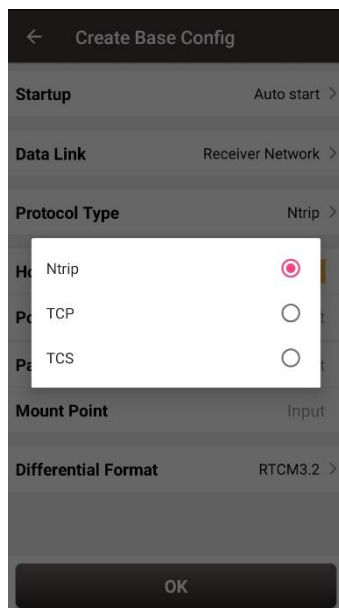 Create Base Config
Startup Auto start
Data Link Receiver Network
Protocol Type Ntrip
Ntrip
TCP
TCS
Mount Point Input
Differential Format RTCM3.2
OK